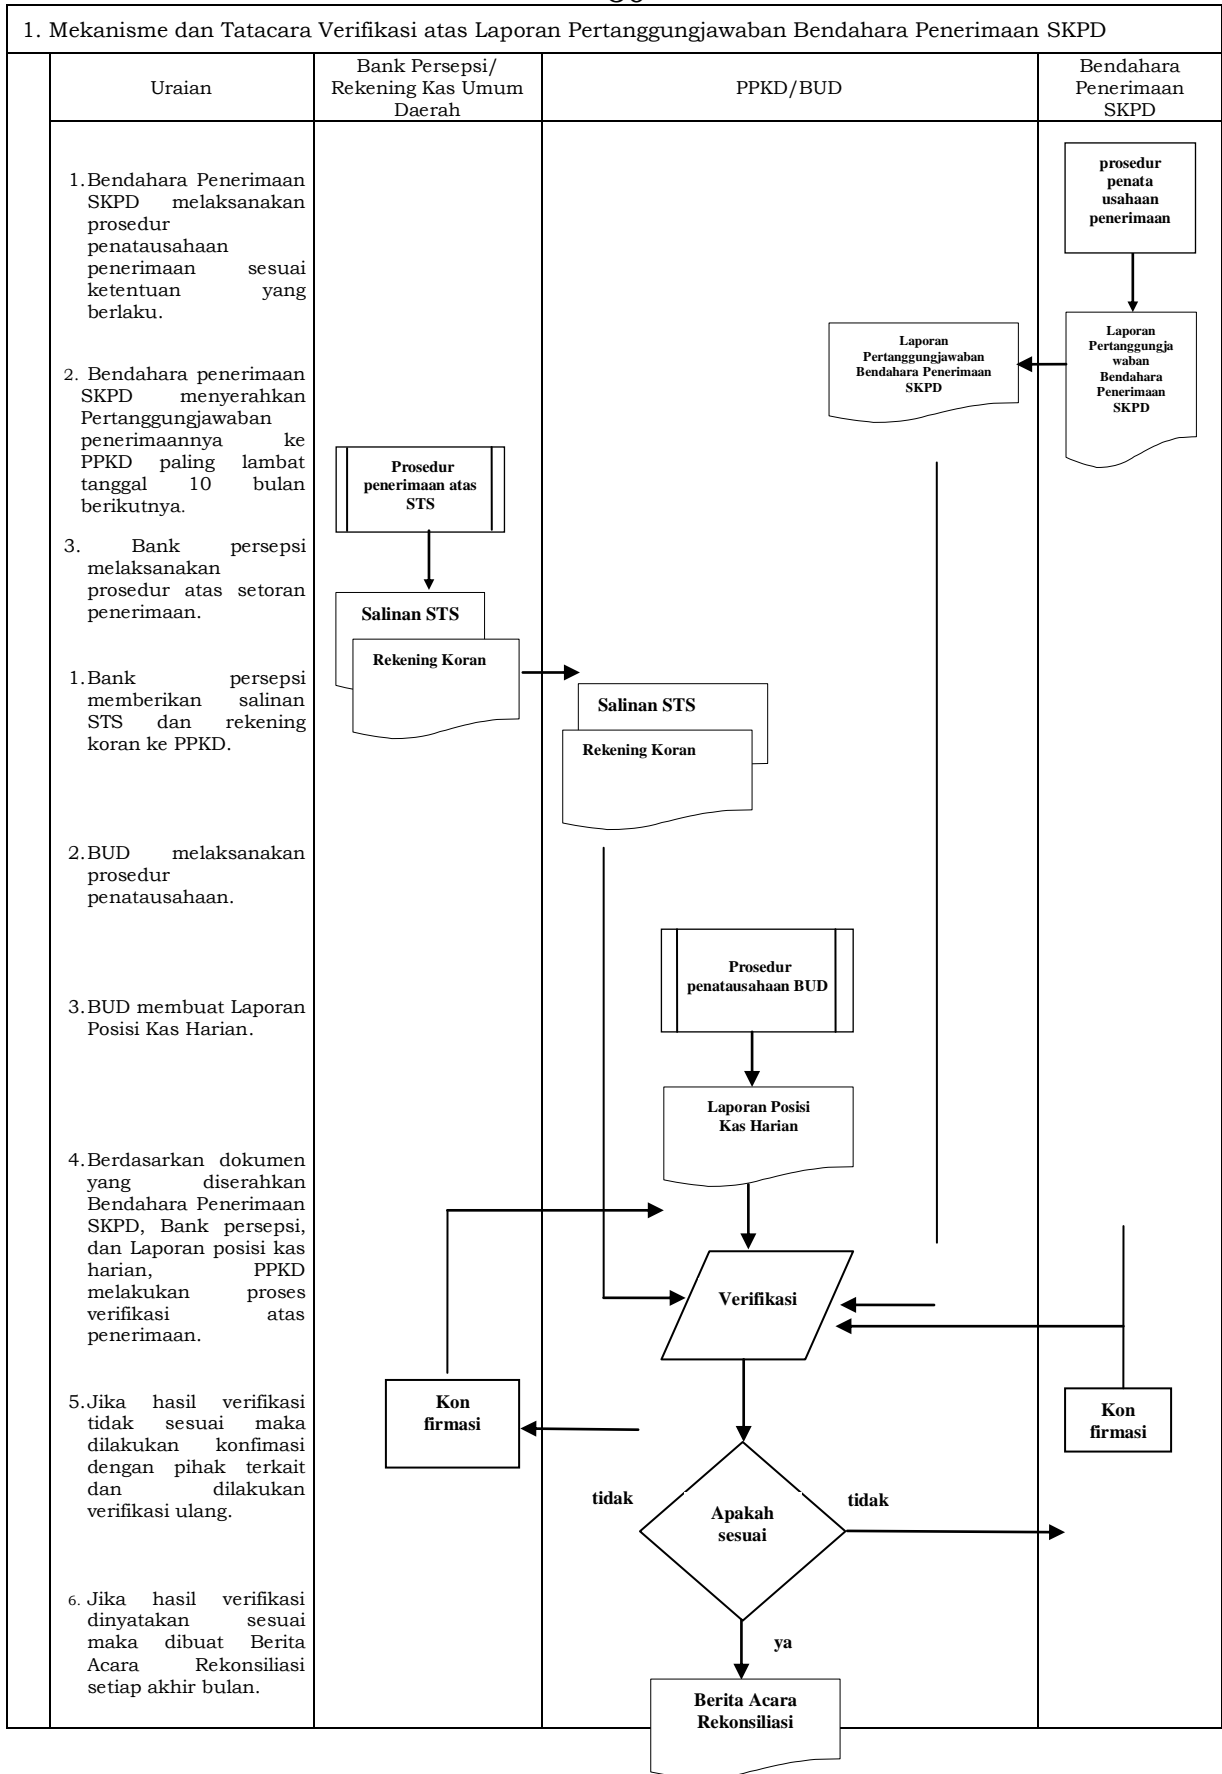 1. Mekanisme dan Tatacara Verifikasi atas Laporan Pertanggungjawaban Bendahara Penerimaan SKPD
Uraian
Bank Persepsi/
Rekening Kas Umum
Daerah
PPKD/BUD
Bendahara
Penerimaan
SKPD
1.Bendahara Penerimaan
SKPD melaksanakan
prosedur
penatausahaan
penerimaan sesuai
ketentuan yang
berlaku.
2. Bendahara penerimaan
SKPD menyerahkan
Pertanggungjawaban
penerimaannya ke
PPKD paling lambat
tanggal 10 bulan
berikutnya.
3. Bank persepsi
melaksanakan
prosedur atas setoran
penerimaan.
1.Bank persepsi
memberikan salinan
STS dan rekening
koran ke PPKD.
2.BUD melaksanakan
prosedur
penatausahaan.
3.BUD membuat Laporan
Posisi Kas Harian.
4.Berdasarkan dokumen
yang diserahkan
Bendahara Penerimaan
SKPD, Bank persepsi,
dan Laporan posisi kas
harian, PPKD
melakukan proses
verifikasi atas
penerimaan.
5.Jika hasil verifikasi
tidak sesuai maka
dilakukan konfimasi
dengan pihak terkait
dan dilakukan
verifikasi ulang.
6. Jika hasil verifikasi
dinyatakan sesuai
maka dibuat Berita
Acara Rekonsiliasi
setiap akhir bulan.
prosedur
penata
usahaan
penerimaan
Laporan
Pertanggungja
waban
Bendahara
Penerimaan
SKPD
Laporan
Pertanggungjawaban
Bendahara Penerimaan
SKPD
Prosedur
penerimaan atas
STS
Salinan STS
Rekening Koran
Salinan STS
Rekening Koran
Prosedur
penatausahaan BUD
Laporan Posisi
Kas Harian
Verifikasi
Kon
firmasi
Kon
firmasi
tidak
Apakah
sesuai
tidak
ya
Berita Acara
Rekonsiliasi